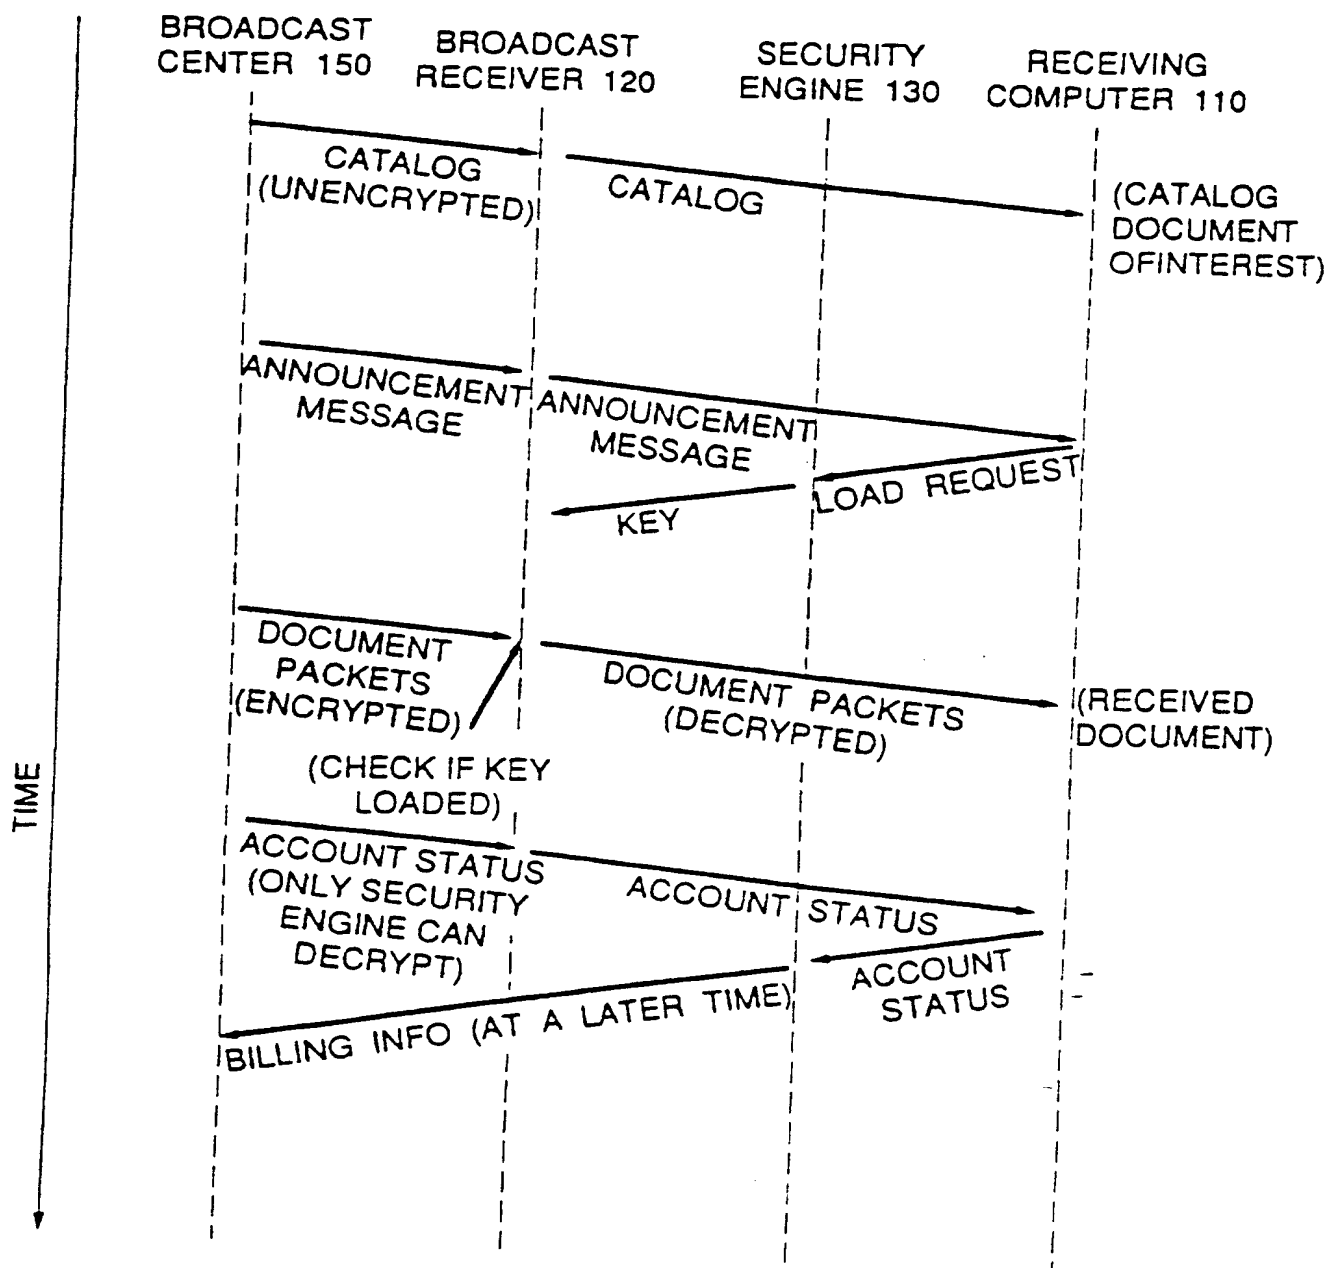 BROADCAST
CENTER 150
BROADCAST
RECEIVER 120
SECURITY
ENGINE 130
RECEIVING
COMPUTER 110
CATALOG
(UNENCRYPTED)
CATALOG
(CATALOG
DOCUMENT
OFINTEREST)
ANNOUNCEMENT
MESSAGE
ANNOUNCEMENT
MESSAGE
LOAD REQUEST
KEY
DOCUMENT
PACKETS
(ENCRYPTED)
DOCUMENT PACKETS
(DECRYPTED)
(RECEIVED
DOCUMENT)
(CHECK IF KEY
LOADED)
TIME
ACCOUNT STATUS
(ONLY SECURITY
ENGINE CAN
DECRYPT)
ACCOUNT STATUS
ACCOUNT
STATUS
BILLING INFO (AT A LATER TIME)